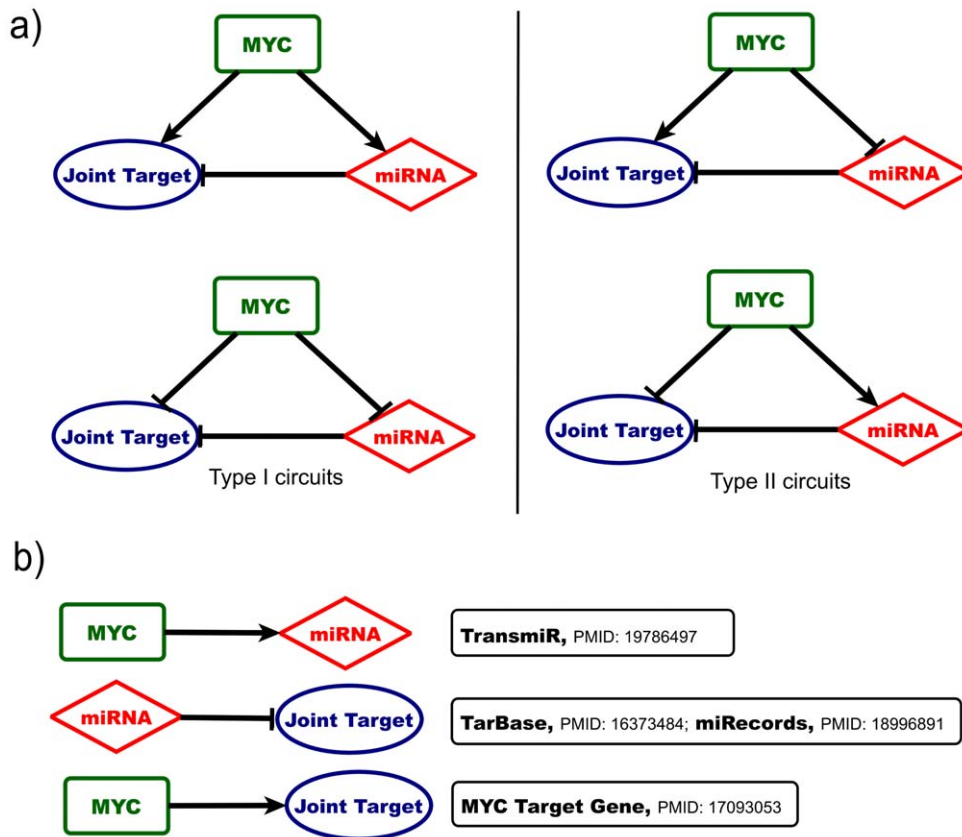 a)
MYC
MYC
Joint Target
miRNA
Joint Target
miRNA
MYC
MYC
Joint Target
miRNA
Joint Target
miRNA
Type I circuits
Type II circuits
b)
MYC
miRNA
TransmiR, PMID: 19786497
miRNA
Joint Target
TarBase, PMID: 16373484; miRecords, PMID: 18996891
MYC
Joint Target
MYC Target Gene, PMID: 17093053